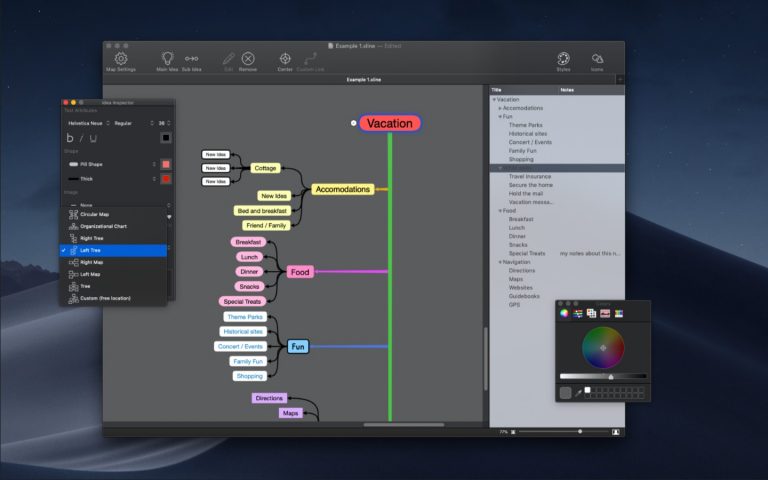 Example 1.xline — Edited
Map Settings
Main Idea
Sub Idea
Edit
Remove
Center
Custom Link
Styles
Icons
Example 1.xline
Idea Inspector
Text Attributes
Helvetica Neue
Regular
36
b
i
u
Shape
Pill Shape
Thick
Image
None
Circular Map
Organizational Chart
Right Tree
Left Tree
Right Map
Left Map
Tree
Custom (free location)
Vacation
New Idea
New Idea
New Idea
Cottage
New Idea
Bed and breakfast
Friend / Family
Accomodations
Breakfast
Lunch
Dinner
Snacks
Special Treats
Food
Theme Parks
Historical sites
Concert / Events
Family Fun
Shopping
Fun
Directions
Maps
Title
Notes
Vacation
Accomodations
Fun
Theme Parks
Historical sites
Concert / Events
Family Fun
Shopping
Travel Insurance
Secure the home
Hold the mail
Vacation messa...
Food
Breakfast
Lunch
Dinner
Snacks
Special Treats
my notes about this n...
Navigation
Directions
Maps
Websites
Guidebooks
GPS
Colors
77%